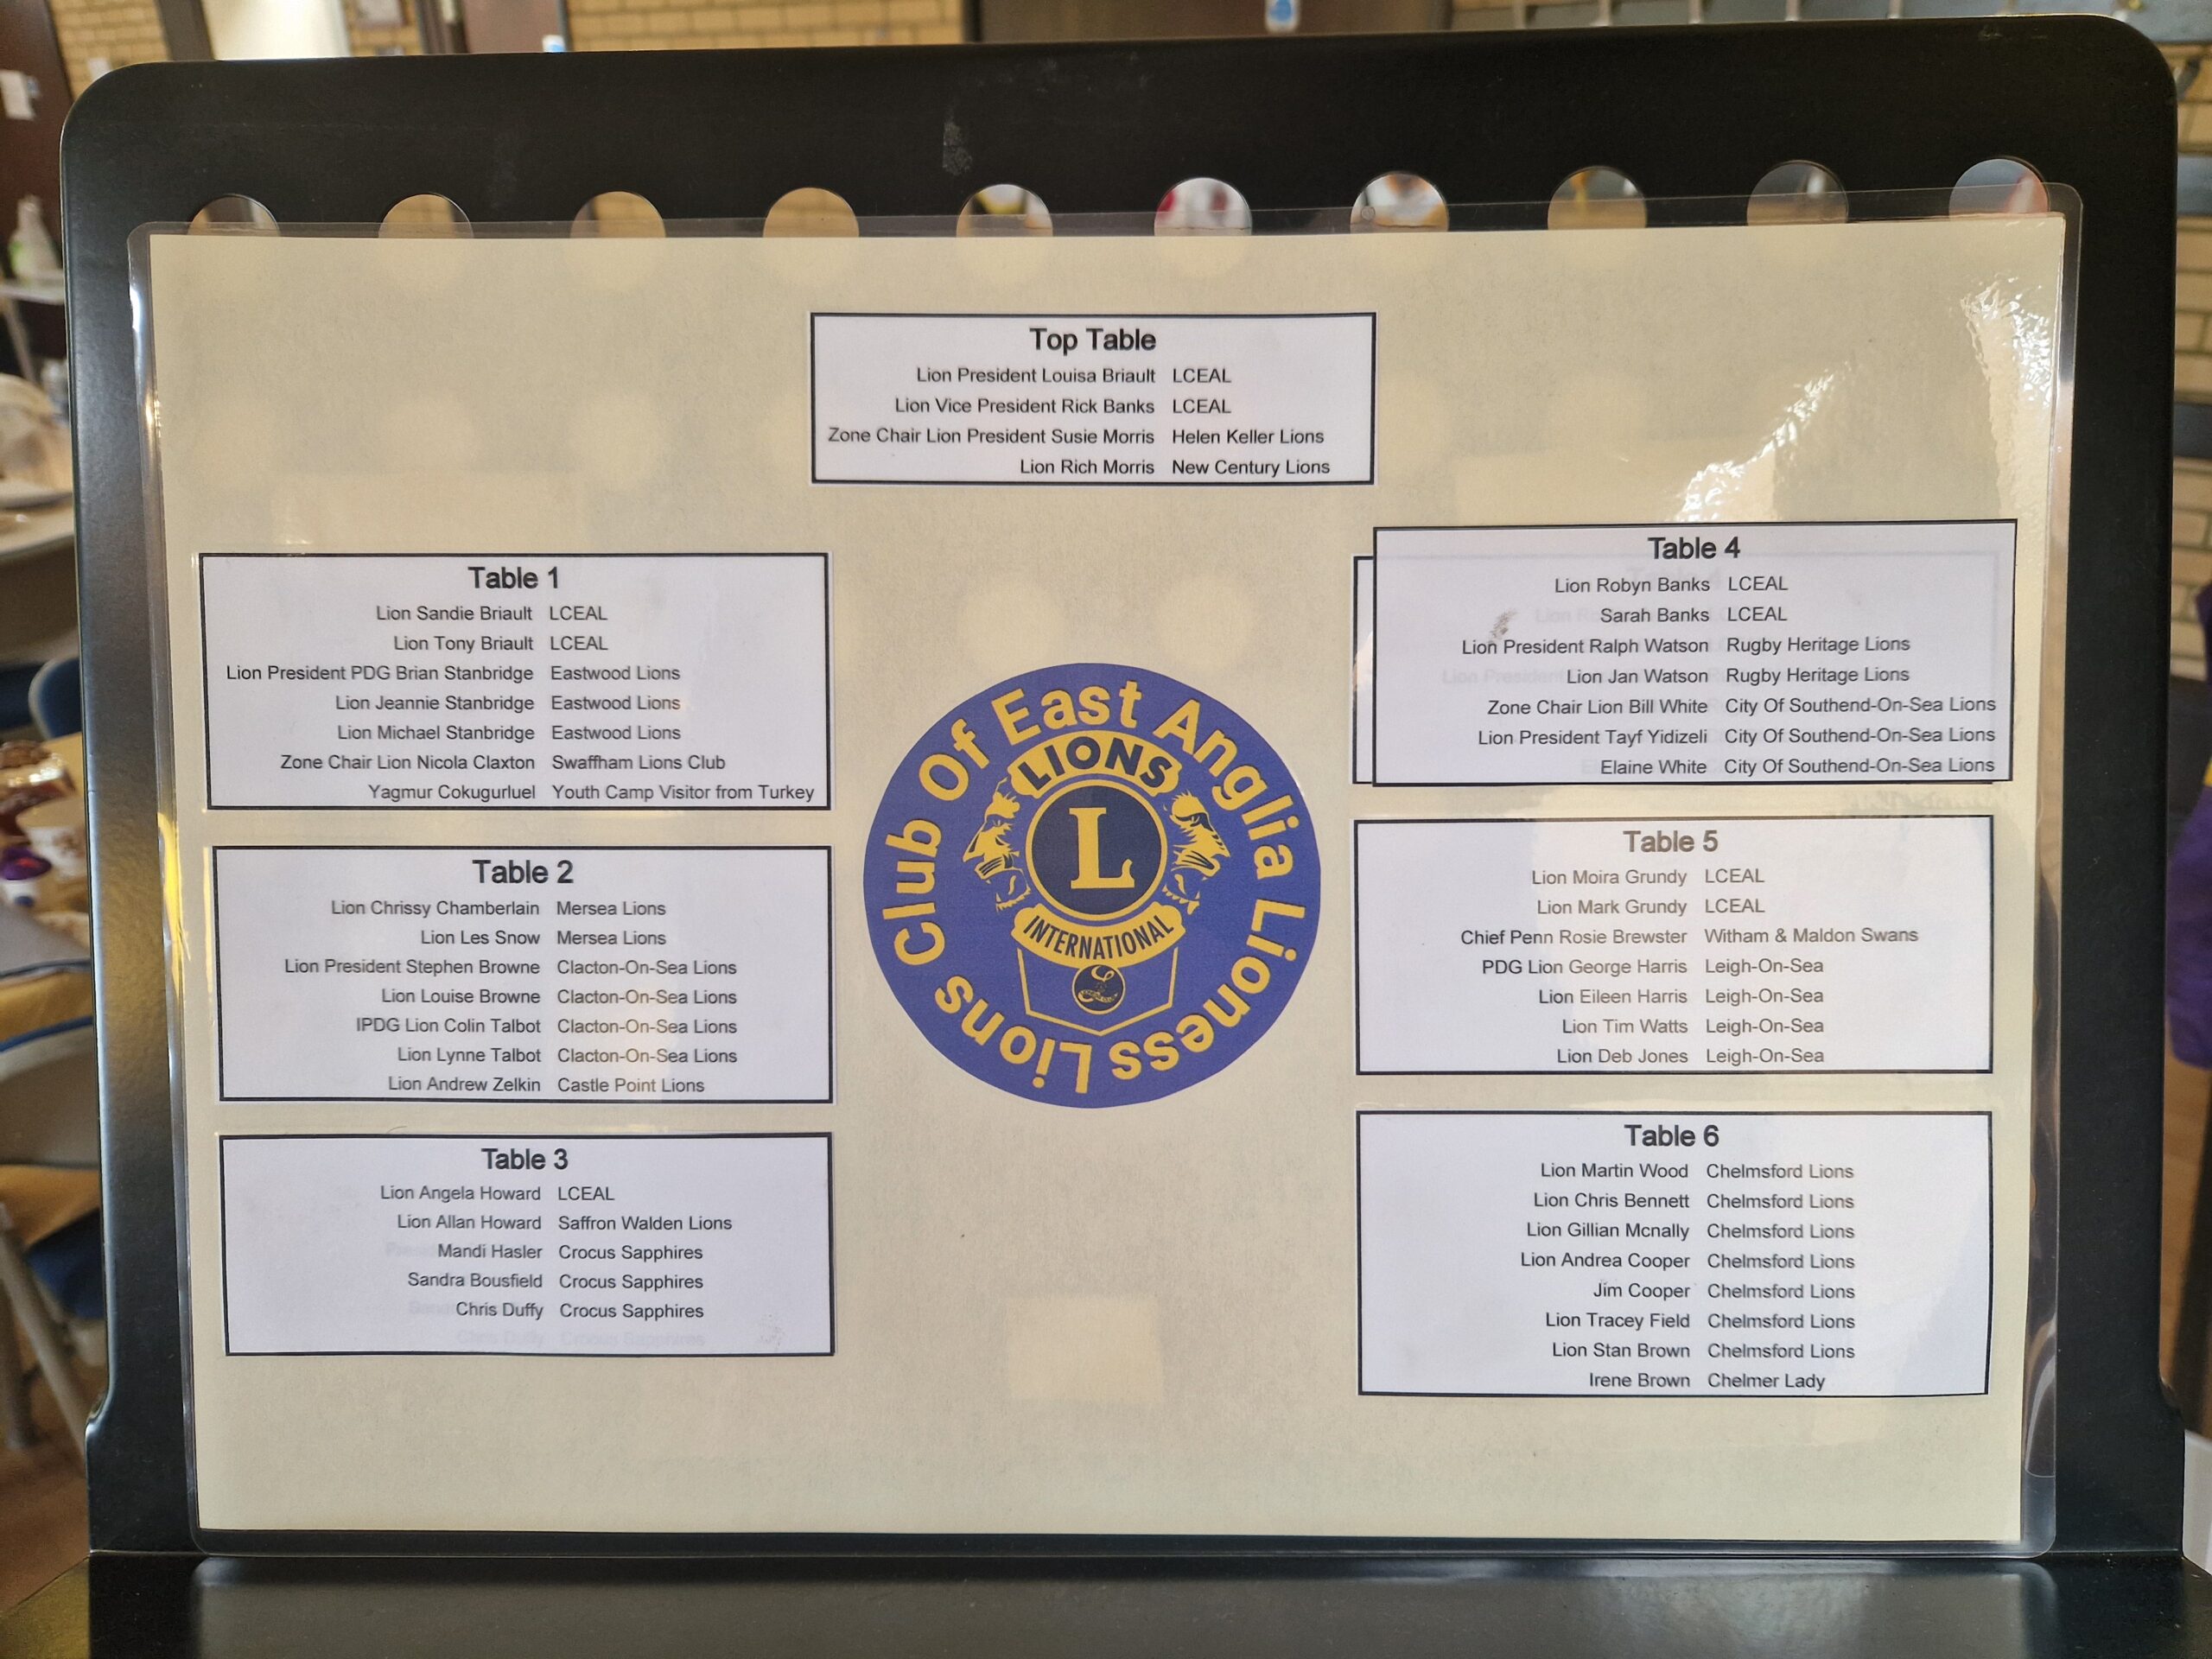 Top Table
Lion President Louisa Briault LCEAL
Lion Vice President Rick Banks LCEAL
Zone Chair Lion President Susie Morris Helen Keller Lions
Lion Rich Morris New Century Lions
Table 1
Lion Sandie Briault LCEAL
Lion Tony Briault LCEAL
Lion President PDG Brian Stanbridge Eastwood Lions
Lion Jeannie Stanbridge Eastwood Lions
Lion Michael Stanbridge Eastwood Lions
Zone Chair Lion Nicola Claxton Swaffham Lions Club
Yagmur Cokugurluel Youth Camp Visitor from Turkey
Table 2
Lion Chrissy Chamberlain Mersea Lions
Lion Les Snow Mersea Lions
Lion President Stephen Browne Clacton-On-Sea Lions
Lion Louise Browne Clacton-On-Sea Lions
IPDG Lion Colin Talbot Clacton-On-Sea Lions
Lion Lynne Talbot Clacton-On-Sea Lions
Lion Andrew Zelkin Castle Point Lions
Table 3
Lion Angela Howard LCEAL
Lion Allan Howard Saffron Walden Lions
Mandi Hasler Crocus Sapphires
Sandra Bousfield Crocus Sapphires
Chris Duffy Crocus Sapphires
Lions Club Of East Anglia Lioness
LIONS
L
INTERNATIONAL
Table 4
Lion Robyn Banks LCEAL
Sarah Banks LCEAL
Lion President Ralph Watson Rugby Heritage Lions
Lion Jan Watson Rugby Heritage Lions
Zone Chair Lion Bill White City Of Southend-On-Sea Lions
Lion President Tayf Yidizeli City Of Southend-On-Sea Lions
Elaine White City Of Southend-On-Sea Lions
Table 5
Lion Moira Grundy LCEAL
Lion Mark Grundy LCEAL
Chief Penn Rosie Brewster Witham & Maldon Swans
PDG Lion George Harris Leigh-On-Sea
Lion Eileen Harris Leigh-On-Sea
Lion Tim Watts Leigh-On-Sea
Lion Deb Jones Leigh-On-Sea
Table 6
Lion Martin Wood Chelmsford Lions
Lion Chris Bennett Chelmsford Lions
Lion Gillian Mcnally Chelmsford Lions
Lion Andrea Cooper Chelmsford Lions
Jim Cooper Chelmsford Lions
Lion Tracey Field Chelmsford Lions
Lion Stan Brown Chelmsford Lions
Irene Brown Chelmer Lady